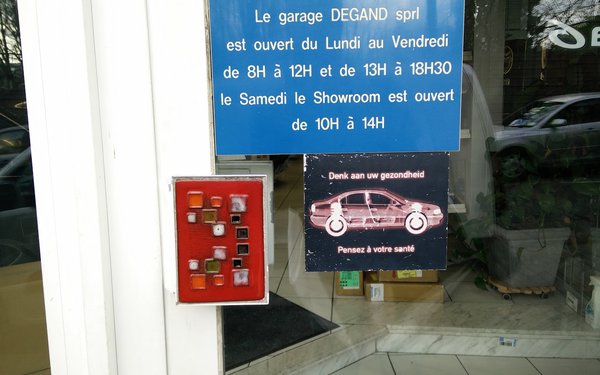 Le garage DEGAND sprl
est ouvert du Lundi au Vendredi
de 8H à 12H et de 13H à 18H30
le Samedi le Showroom est ouvert
de 10H à 14H
Denk aan uw gezondheid
Pensez à votre santé